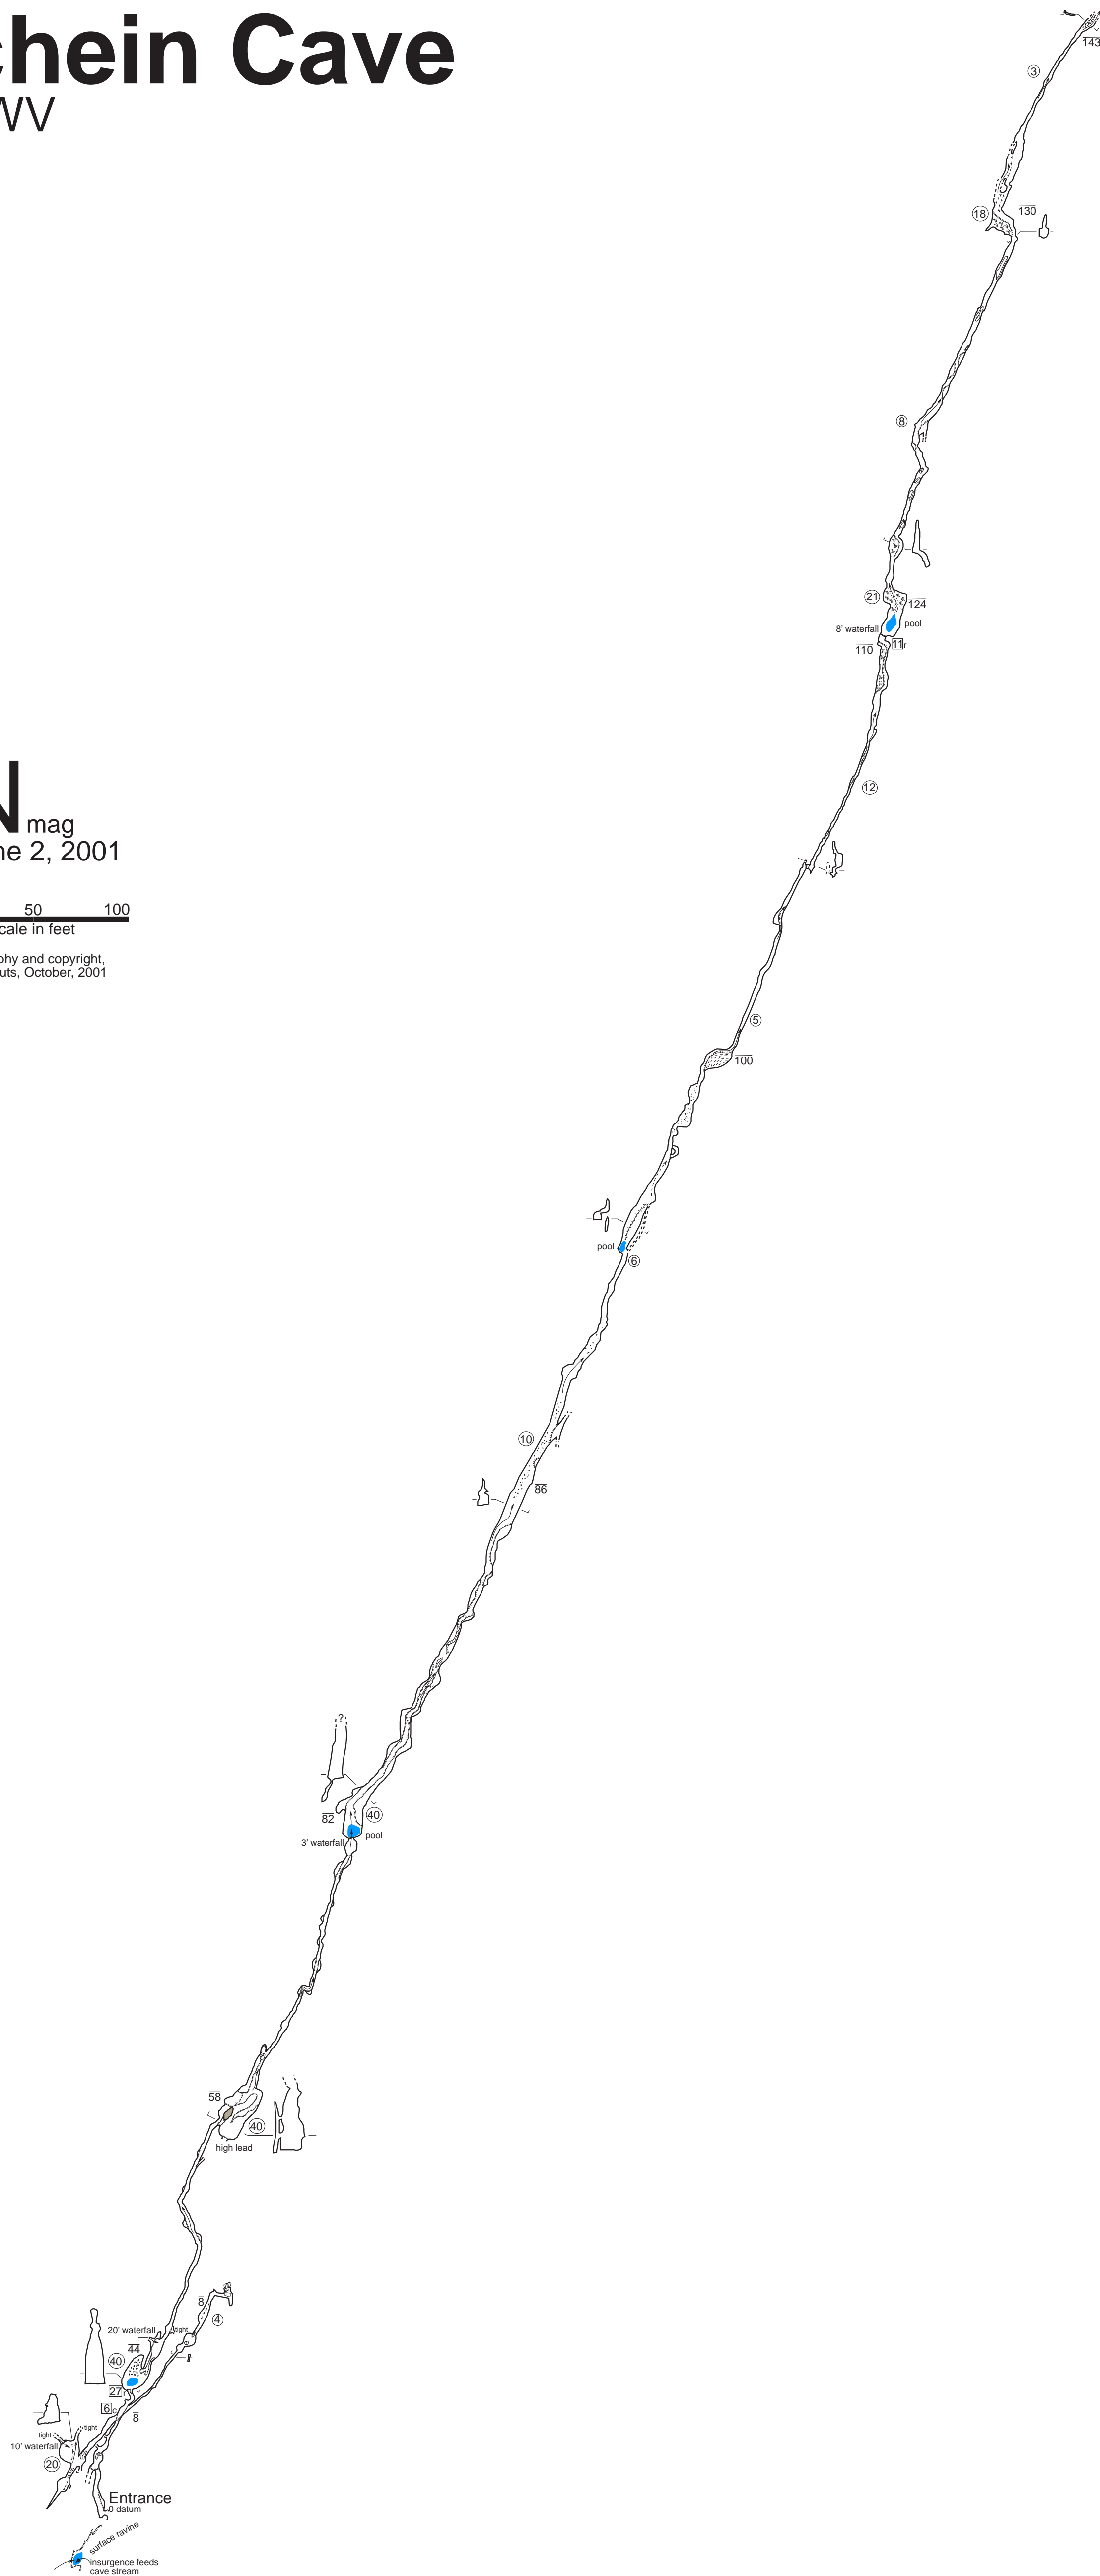 chein Cave
WV
143
3
18
130
8
21
124
8' waterfall
pool
110
11r
12
5
100
pool
6
10
86
?
82
40
3' waterfall
pool
58
40
high lead
8
4
20' waterfall
tight
44
40
27r
6c
8
tight
tight
10' waterfall
20
Entrance
0 datum
surface ravine
insurgence feeds
cave stream
N mag
ne 2, 2001
50 100
cale in feet
phy and copyright,
uts, October, 2001